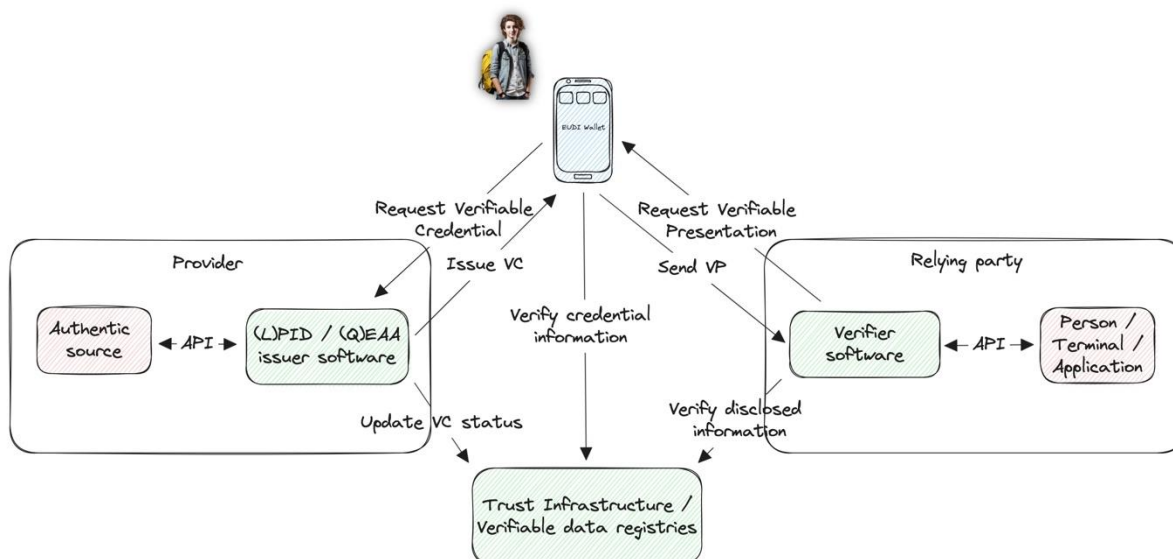 EUDI Wallet
Request Verifiable
Credential
Request Verifiable
Presentation
Provider
Issue VC
Send VP
Relying party
Authentic
source
API
(L)PID / (Q)EAA
issuer software
Verify credential
information
Verifier
software
API
Person /
Terminal /
Application
Update VC status
Verify disclosed
information
Trust Infrastructure /
Verifiable data registries